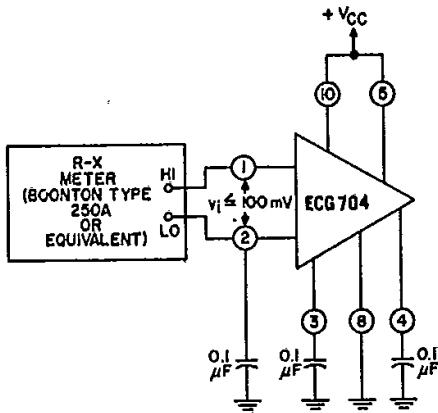 + VCC
10
5
R-X
METER
(BOONTON TYPE
250A
OR
EQUIVALENT)
HI
LO
1
vi ≤ 100 mV
2
ECG 704
3
8
4
0.1
μF
0.1
μF
0.1
μF